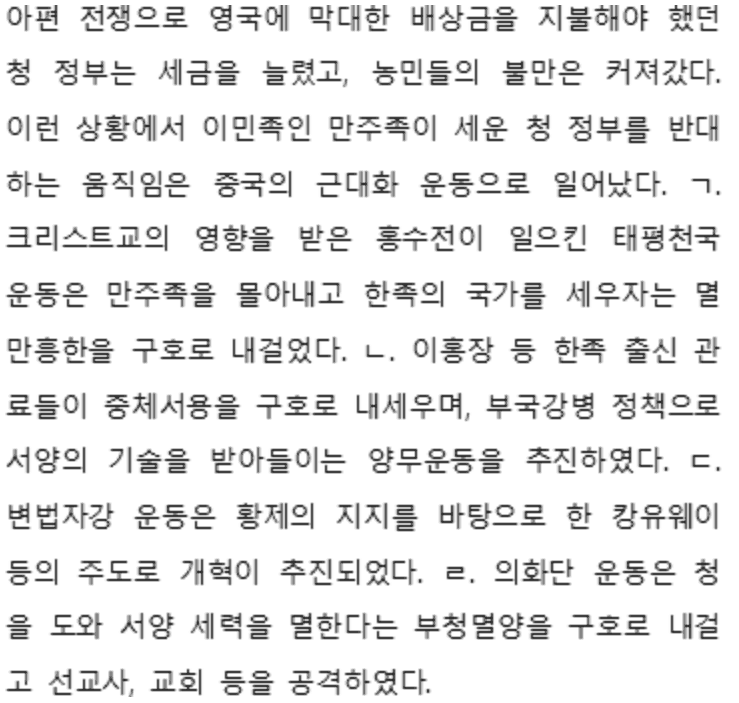 아편 전쟁으로 영국에 막대한 배상금을 지불해야 했던
청 정부는 세금을 늘렸고, 농민들의 불만은 커져갔다.
이런 상황에서 이민족인 만주족이 세운 청 정부를 반대
하는 움직임은 중국의 근대화 운동으로 일어났다. ㄱ.
크리스트교의 영향을 받은 홍수전이 일으킨 태평천국
운동은 만주족을 몰아내고 한족의 국가를 세우자는 멸
만흥한을 구호로 내걸었다. ㄴ. 이홍장 등 한족 출신 관
료들이 중체서용을 구호로 내세우며, 부국강병 정책으로
서양의 기술을 받아들이는 양무운동을 추진하였다. ㄷ.
변법자강 운동은 황제의 지지를 바탕으로 한 캉유웨이
등의 주도로 개혁이 추진되었다. ㄹ. 의화단 운동은 청
을 도와 서양 세력을 멸한다는 부청멸양을 구호로 내걸
고 선교사, 교회 등을 공격하였다.